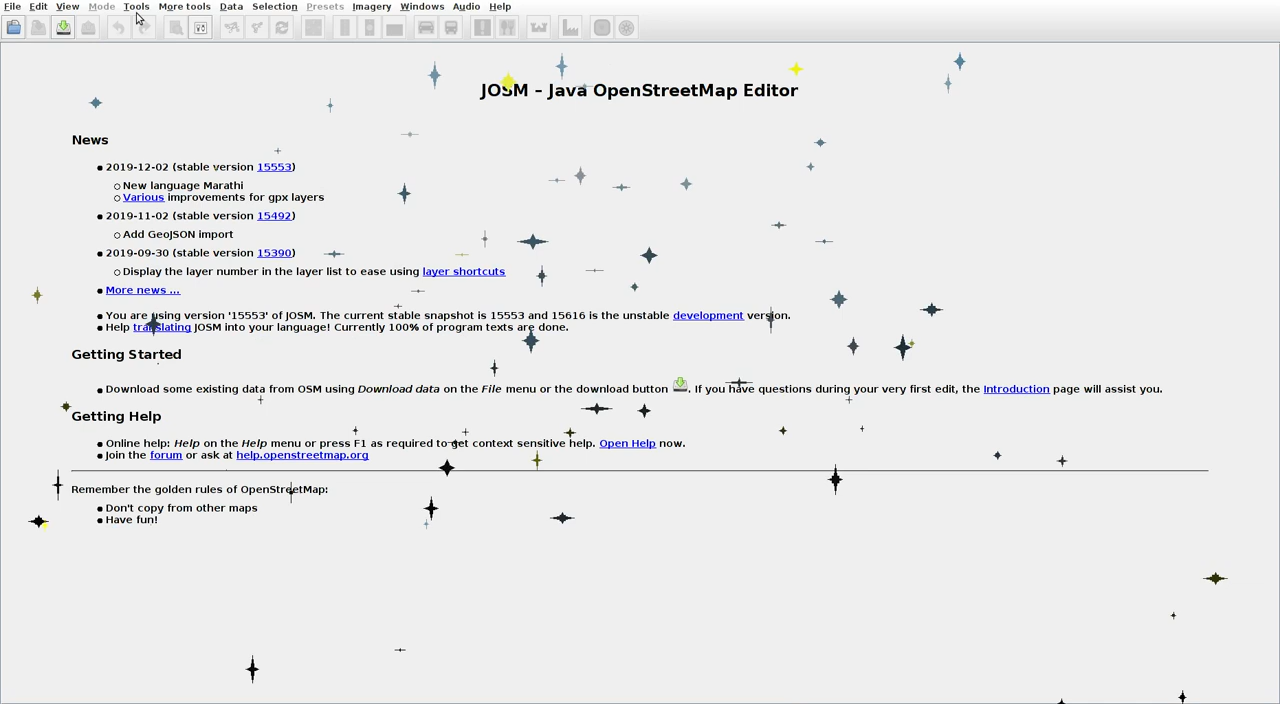 File Edit View Mode Tools More tools Data Selection Presets Imagery Windows Audio Help
JOSM – Java OpenStreetMap Editor
News
2019-12-02 (stable version 15553)
New language Marathi
Various improvements for gpx layers
2019-11-02 (stable version 15492)
Add GeoJSON import
2019-09-30 (stable version 15390)
Display the layer number in the layer list to ease using layer shortcuts
More news ...
You are using version '15553' of JOSM. The current stable snapshot is 15553 and 15616 is the unstable development version.
Help translating JOSM into your language! Currently 100% of program texts are done.
Getting Started
Download some existing data from OSM using Download data on the File menu or the download button . If you have questions during your very first edit, the Introduction page will assist you.
Getting Help
Online help: Help on the Help menu or press F1 as required to get context sensitive help. Open Help now.
Join the forum or ask at help.openstreetmap.org
Remember the golden rules of OpenStreetMap:
Don't copy from other maps
Have fun!